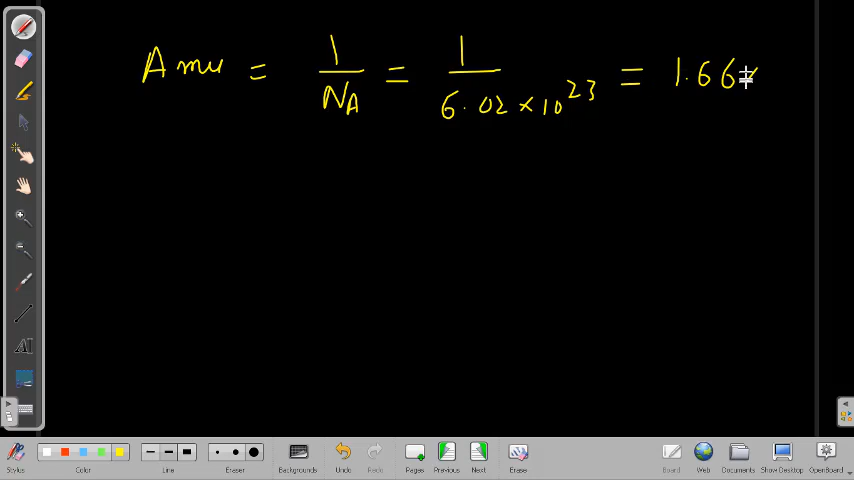 Amu = 1/NA = 1/6.02 × 10^23 = 1.66
Stylus Color Line Eraser Backgrounds Undo Redo Pages Previous Next Erase Board Web Documents Show Desktop OpenBoard